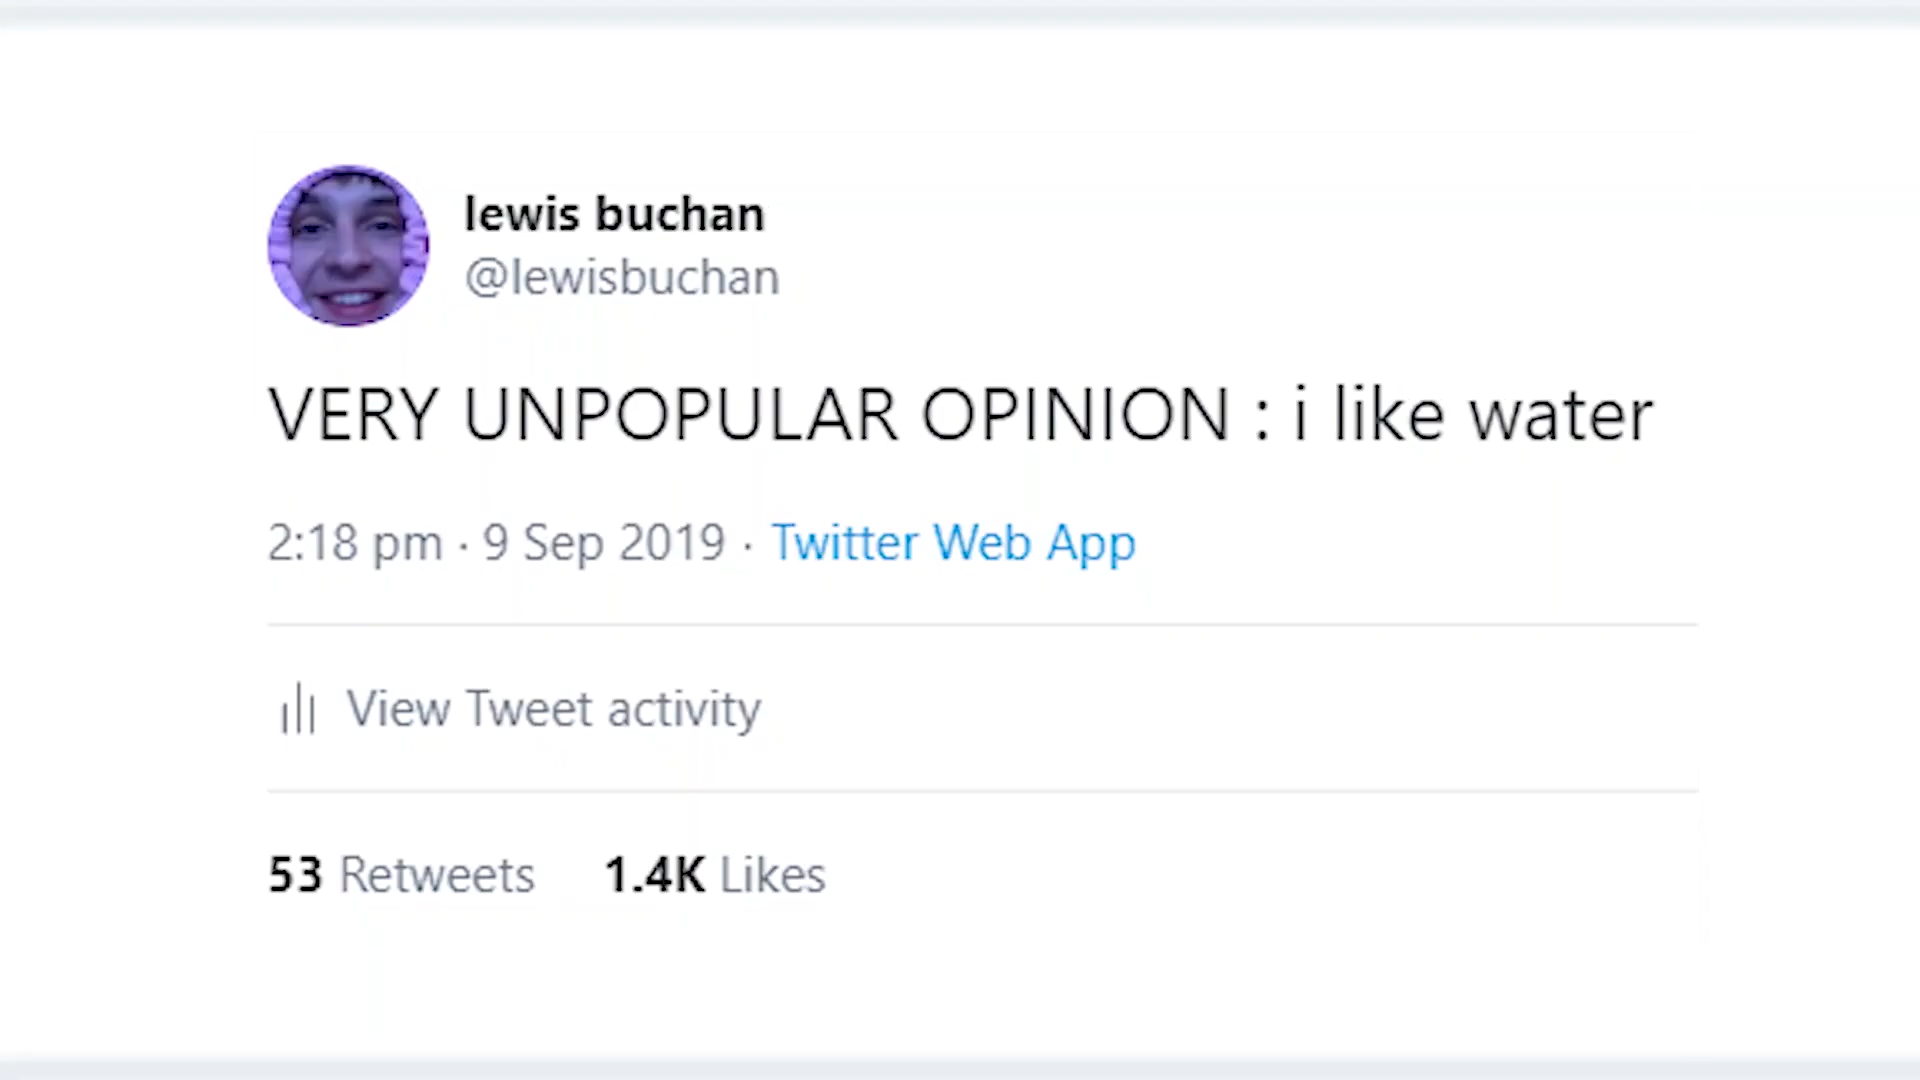 lewis buchan
@lewisbuchan
VERY UNPOPULAR OPINION : i like water
2:18 pm · 9 Sep 2019 · Twitter Web App
View Tweet activity
53 Retweets 1.4K Likes